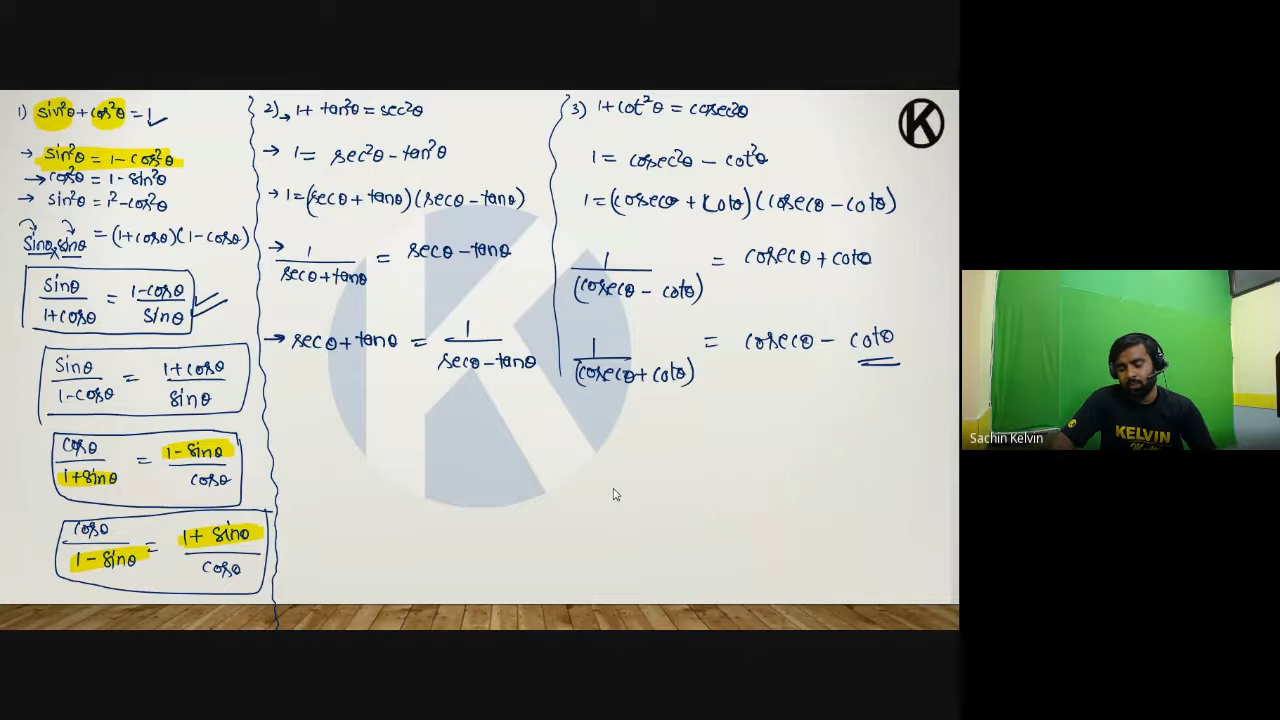 1) sin²θ + cos²θ = 1
→ sin²θ = 1 - cos²θ
→ cos²θ = 1 - sin²θ
→ sin²θ = 1² - cos²θ
sinθ × sinθ = (1+cosθ)(1-cosθ)
sinθ/1+cosθ = 1-cosθ/sinθ
sinθ/1-cosθ = 1+cosθ/sinθ
cosθ/1+sinθ = 1-sinθ/cosθ
cosθ/1-sinθ = 1+sinθ/cosθ
2) → 1+ tan²θ = sec²θ
→ 1 = sec²θ - tan²θ
→ 1 = (secθ + tanθ)(secθ - tanθ)
→ 1/secθ+tanθ = secθ - tanθ
→ secθ + tanθ = 1/secθ - tanθ
3) 1+cot²θ = cosec²θ
1 = cosec²θ - cot²θ
1 = (cosecθ + cotθ)(cosecθ - cotθ)
1/(cosecθ - cotθ) = cosecθ + cotθ
1/(cosecθ + cotθ) = cosecθ - cotθ
K
Sachin Kelvin
KELVIN